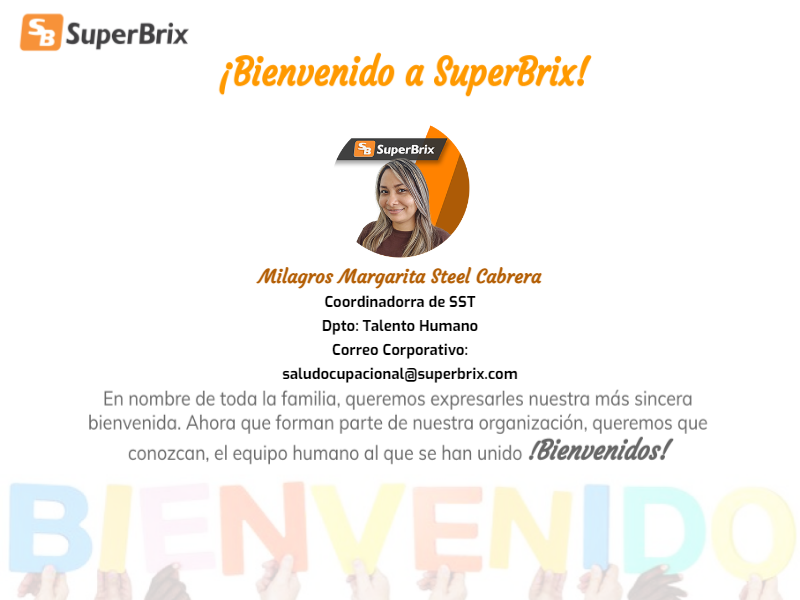 SB SuperBrix
¡Bienvenido a SuperBrix!
SB SuperBrix
Milagros Margarita Steel Cabrera
Coordinadorra de SST
Dpto: Talento Humano
Correo Corporativo:
saludocupacional@superbrix.com
En nombre de toda la familia, queremos expresarles nuestra más sincera
bienvenida. Ahora que forman parte de nuestra organización, queremos que
conozcan, el equipo humano al que se han unido ¡Bienvenidos!
BIENVENIDO